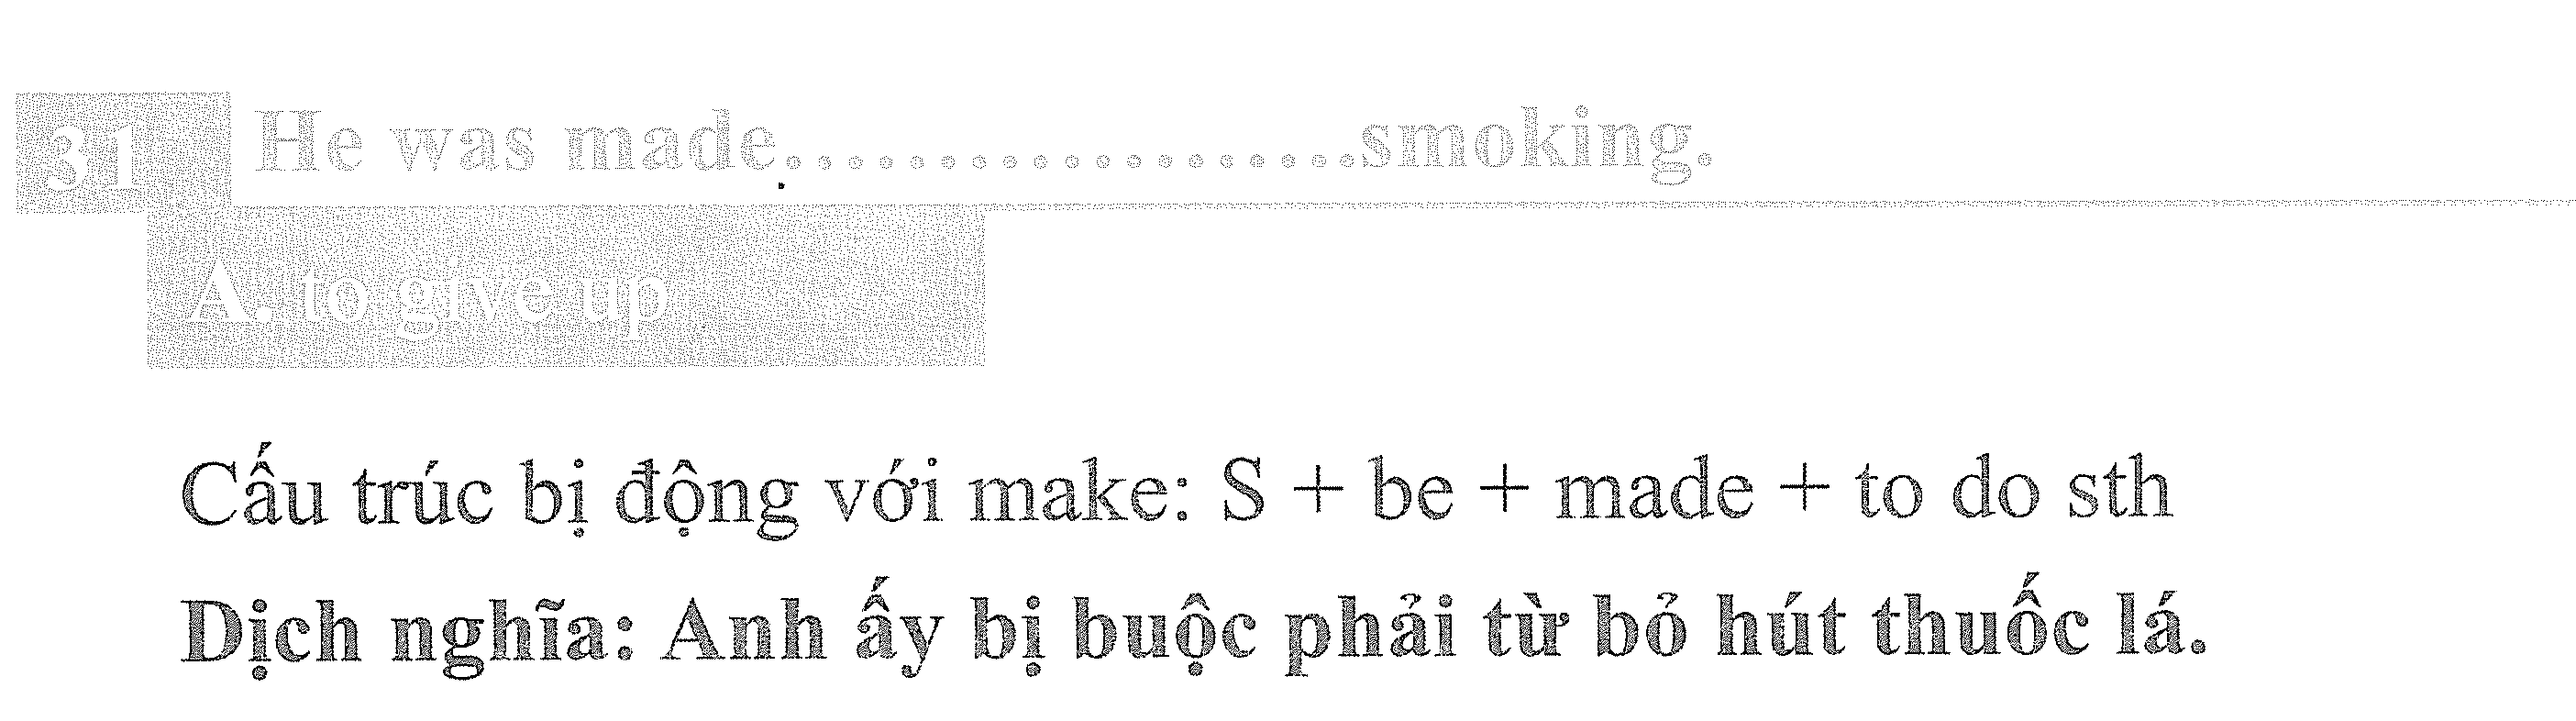 31 He was made...................smoking.
A. to give up
Cấu trúc bị động với make: S + be + made + to do sth
Dịch nghĩa: Anh ấy bị buộc phải từ bỏ hút thuốc lá.